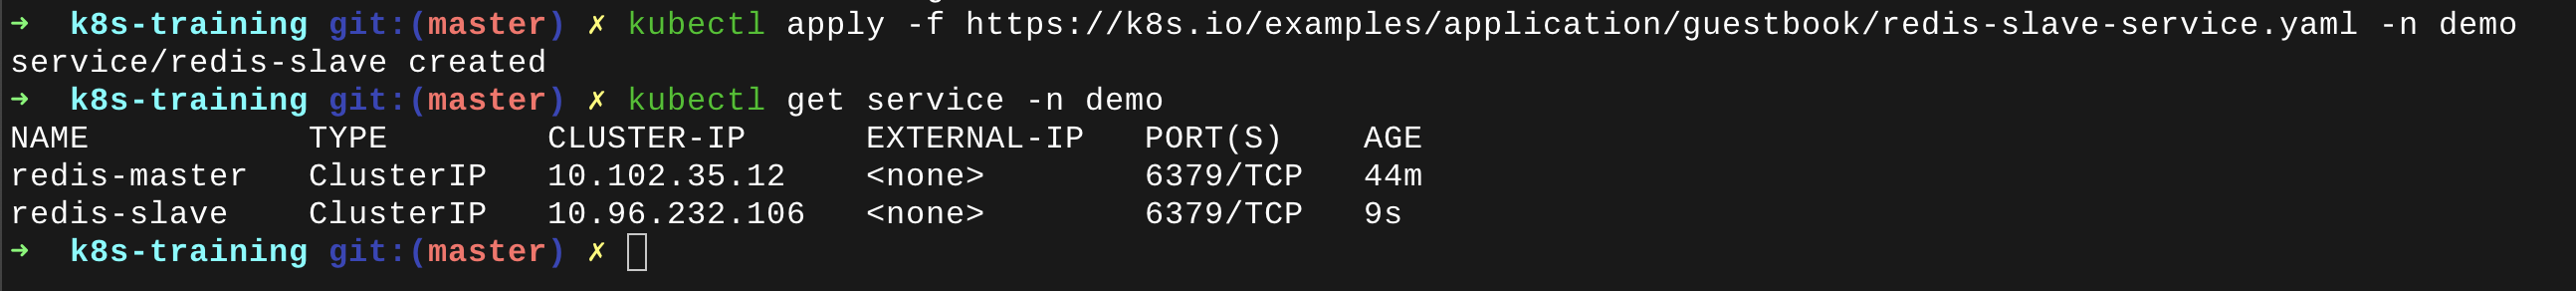 ➜  k8s-training git:(master) ✗ kubectl apply -f https://k8s.io/examples/application/guestbook/redis-slave-service.yaml -n demo
service/redis-slave created
➜  k8s-training git:(master) ✗ kubectl get service -n demo
NAME           TYPE        CLUSTER-IP      EXTERNAL-IP   PORT(S)    AGE
redis-master   ClusterIP   10.102.35.12    <none>        6379/TCP   44m
redis-slave    ClusterIP   10.96.232.106   <none>        6379/TCP   9s
➜  k8s-training git:(master) ✗